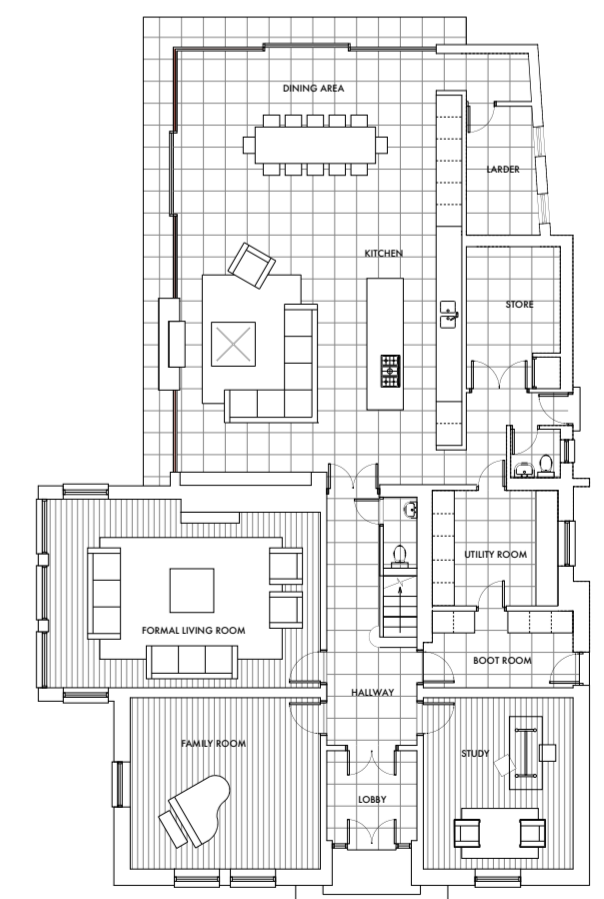 DINING AREA
LARDER
KITCHEN
STORE
UTILITY ROOM
FORMAL LIVING ROOM
BOOT ROOM
HALLWAY
FAMILY ROOM
STUDY
LOBBY